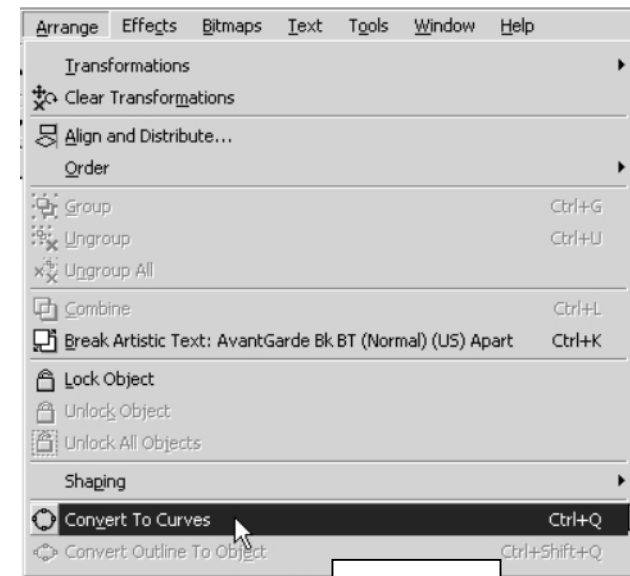 Arrange Effects Bitmaps Text Tools Window Help
Transformations
Clear Transformations
Align and Distribute...
Order
Group Ctrl+G
Ungroup Ctrl+U
Ungroup All
Combine Ctrl+L
Break Artistic Text: AvantGarde Bk BT (Normal) (US) Apart Ctrl+K
Lock Object
Unlock Object
Unlock All Objects
Shaping
Convert To Curves Ctrl+Q
Convert Outline To Object Ctrl+Shift+Q